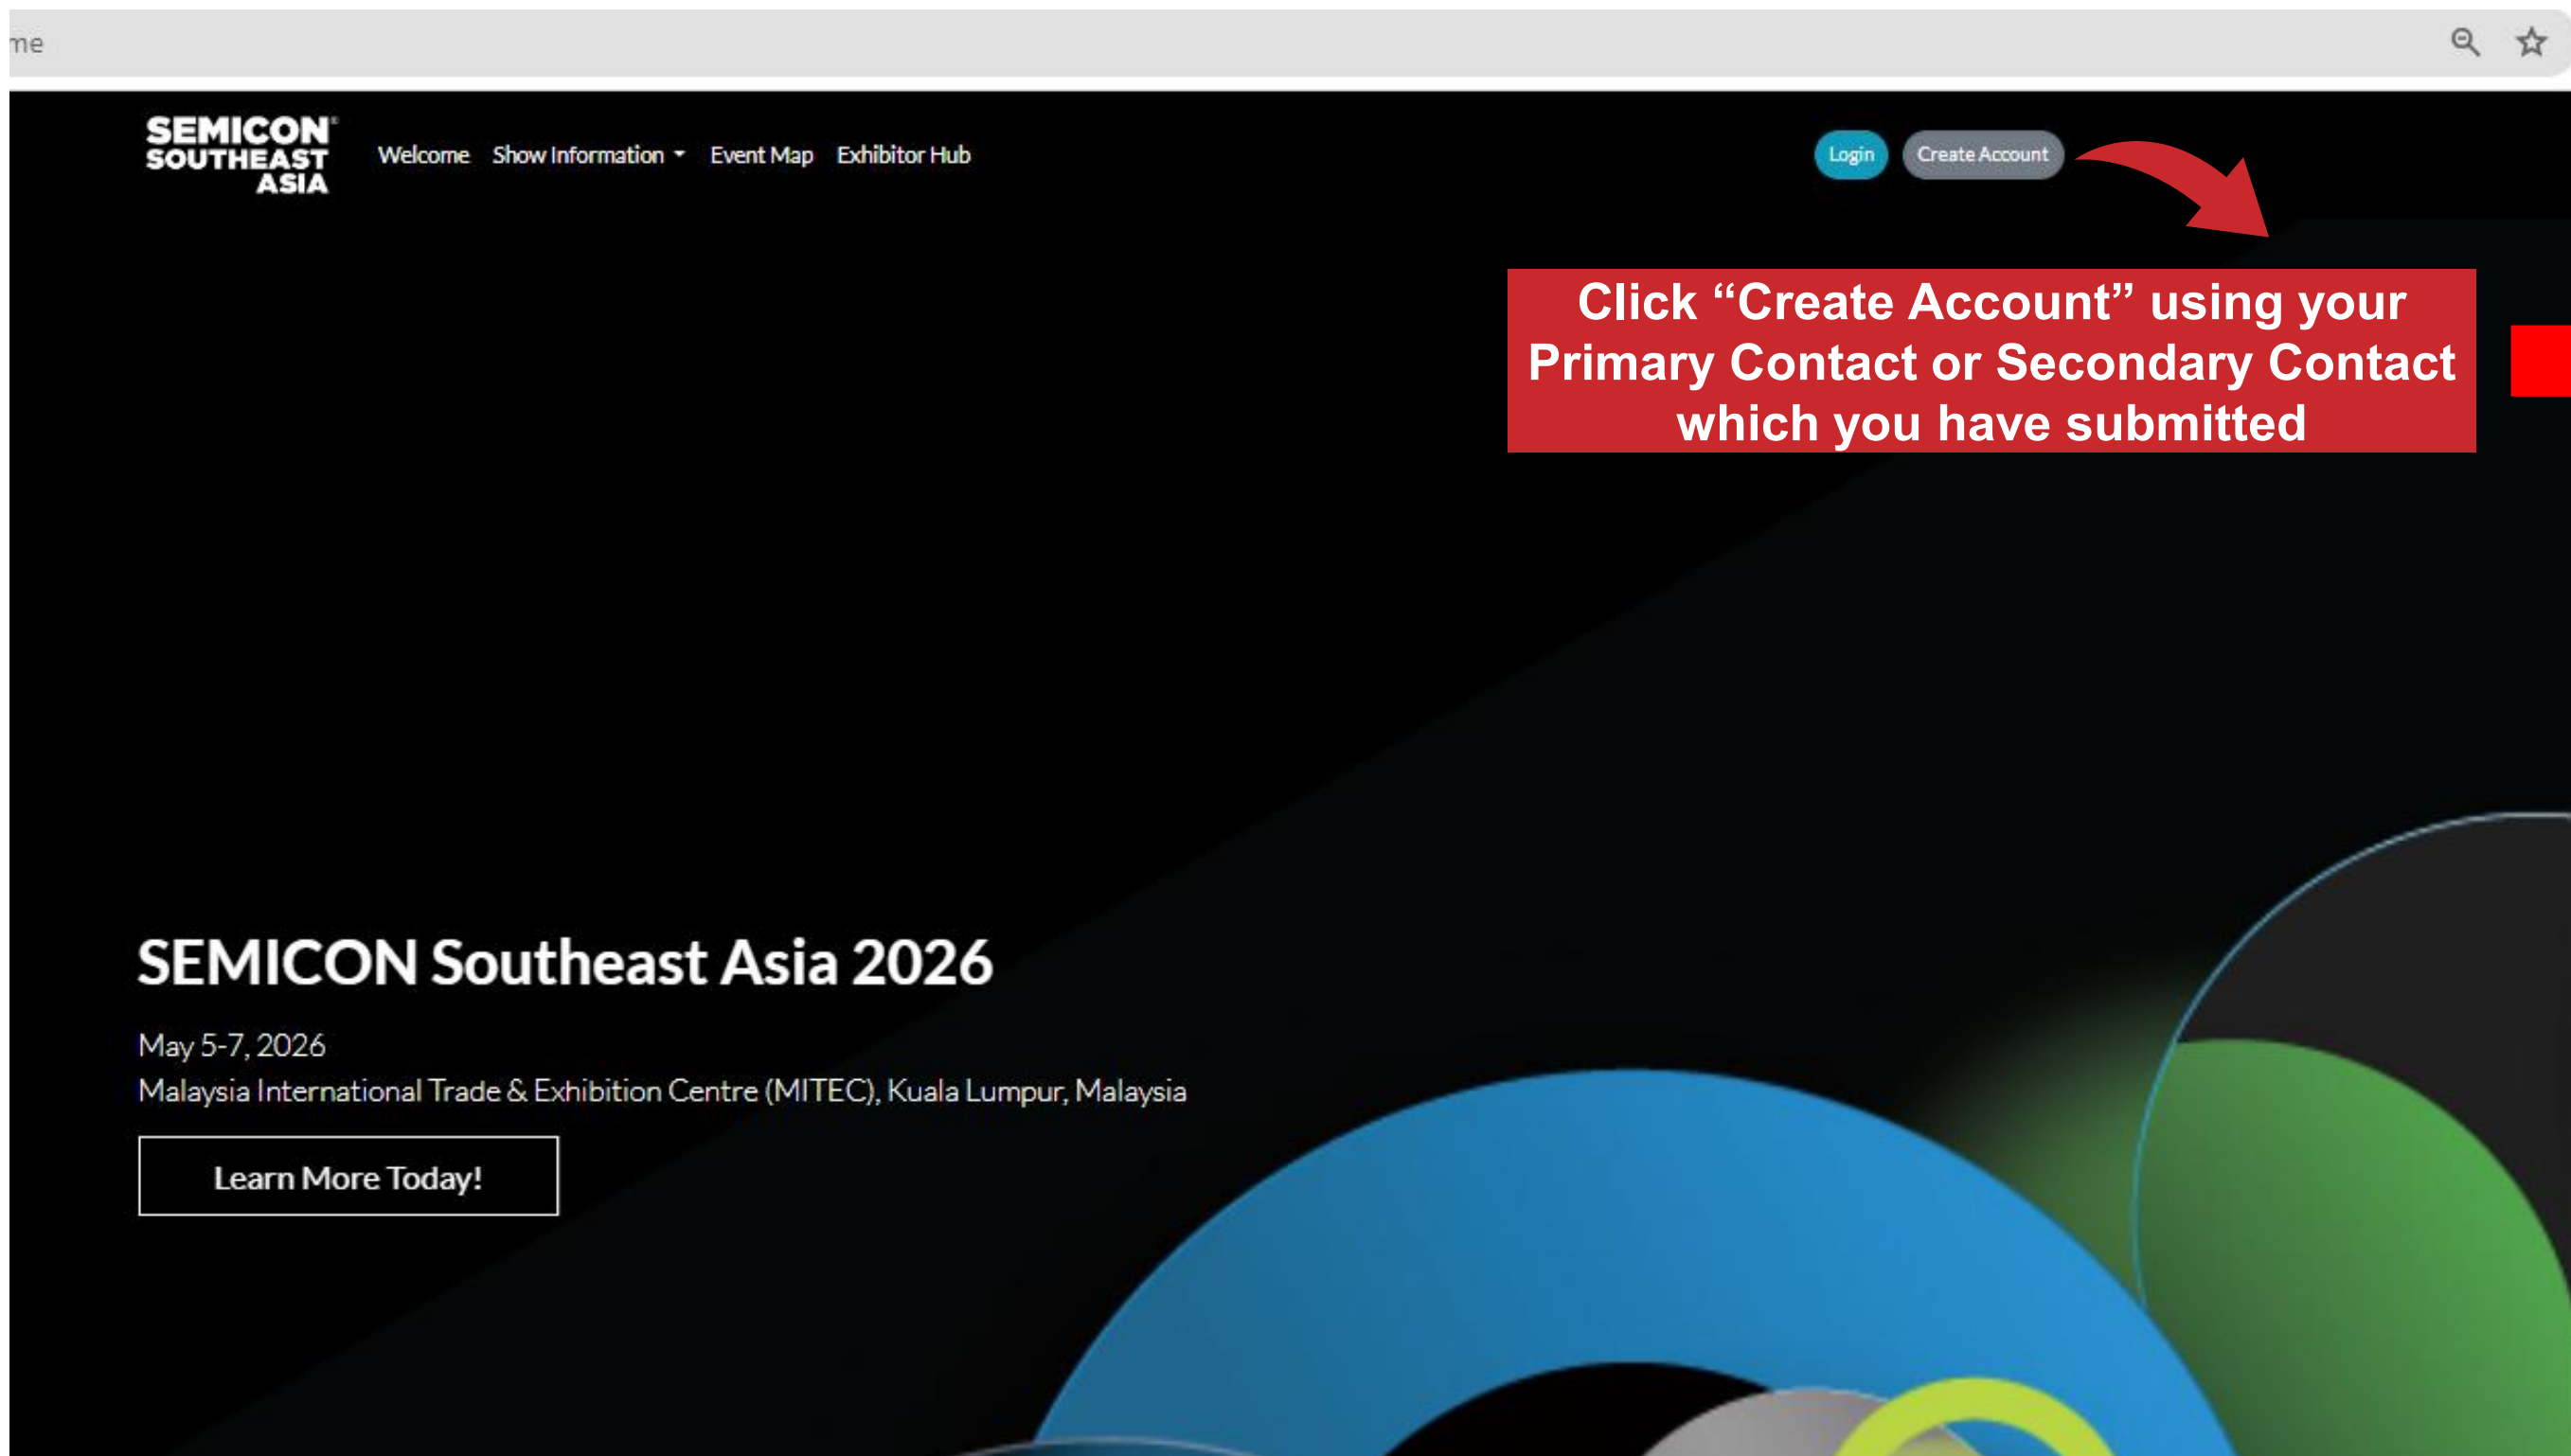 me
SEMICON®
SOUTHEAST
ASIA
Welcome Show Information Event Map Exhibitor Hub
Login Create Account
Click “Create Account” using your
Primary Contact or Secondary Contact
which you have submitted
SEMICON Southeast Asia 2026
May 5-7, 2026
Malaysia International Trade & Exhibition Centre (MITEC), Kuala Lumpur, Malaysia
Learn More Today!